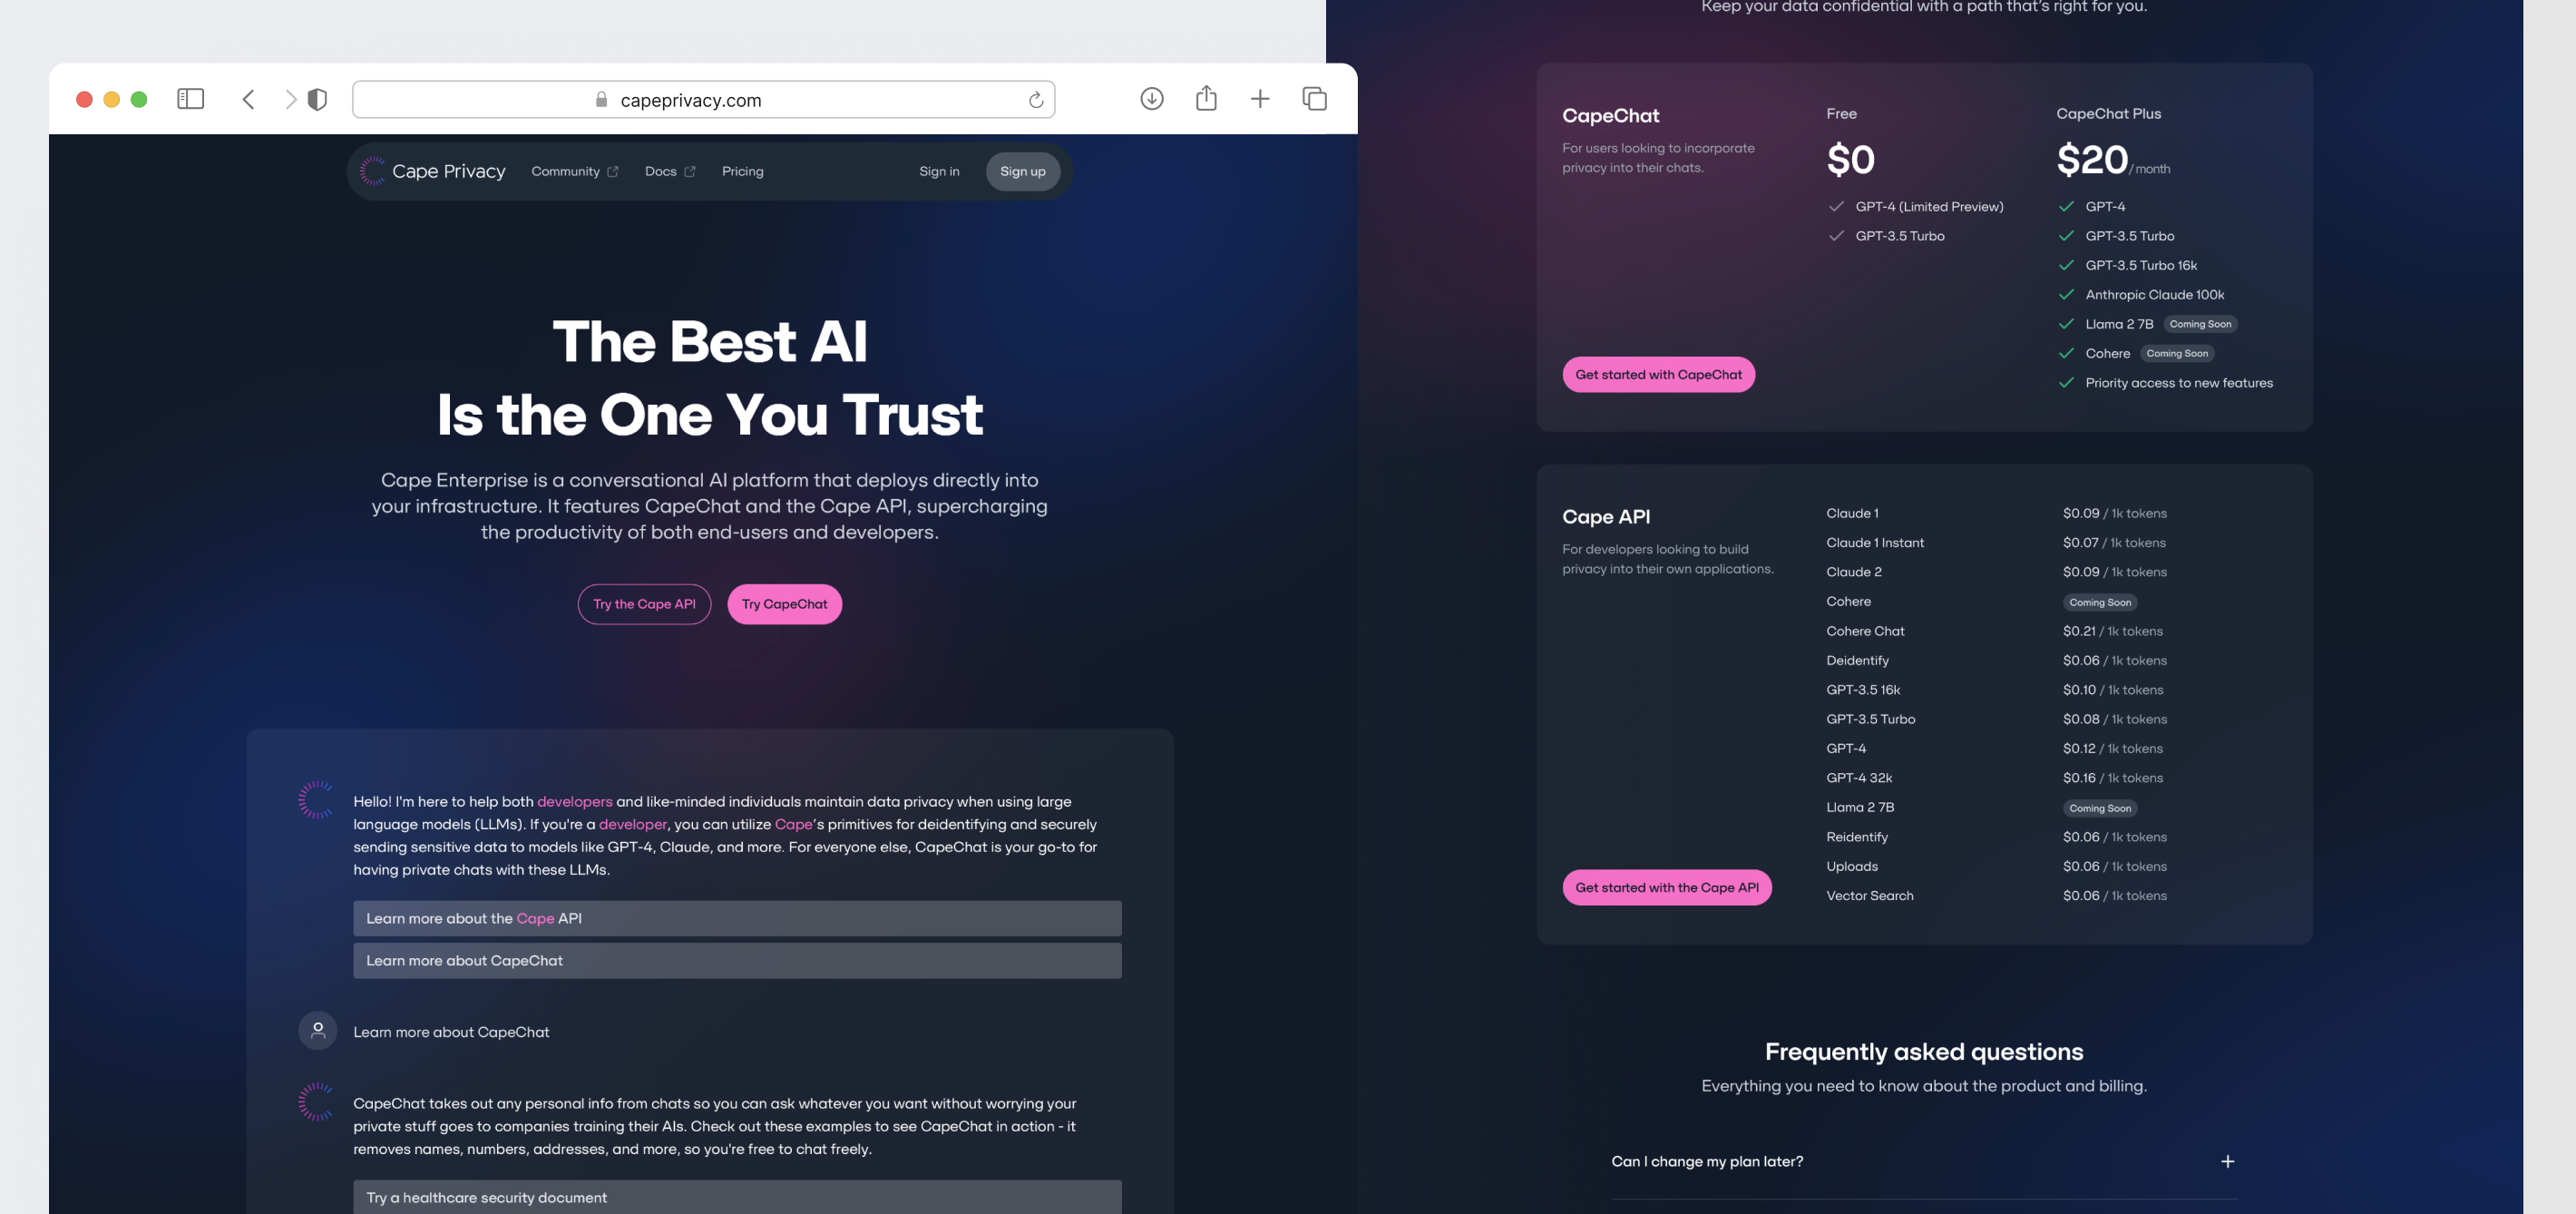 capeprivacy.com
Cape Privacy
Community
Docs
Pricing
Sign in
Sign up
The Best AI
Is the One You Trust
Cape Enterprise is a conversational AI platform that deploys directly into
your infrastructure. It features CapeChat and the Cape API, supercharging
the productivity of both end-users and developers.
Try the Cape API
Try CapeChat
Hello! I'm here to help both developers and like-minded individuals maintain data privacy when using large
language models (LLMs). If you're a developer, you can utilize Cape's primitives for deidentifying and securely
sending sensitive data to models like GPT-4, Claude, and more. For everyone else, CapeChat is your go-to for
having private chats with these LLMs.
Learn more about the Cape API
Learn more about CapeChat
Learn more about CapeChat
CapeChat takes out any personal info from chats so you can ask whatever you want without worrying your
private stuff goes to companies training their AIs. Check out these examples to see CapeChat in action - it
removes names, numbers, addresses, and more, so you're free to chat freely.
Try a healthcare security document
Keep your data confidential with a path that's right for you.
CapeChat
For users looking to incorporate
privacy into their chats.
Get started with CapeChat
Free
$0
GPT-4 (Limited Preview)
GPT-3.5 Turbo
CapeChat Plus
$20 / month
GPT-4
GPT-3.5 Turbo
GPT-3.5 Turbo 16k
Anthropic Claude 100k
Llama 2 7B Coming Soon
Cohere Coming Soon
Priority access to new features
Cape API
For developers looking to build
privacy into their own applications.
Get started with the Cape API
Claude 1 $0.09 / 1k tokens
Claude 1 Instant $0.07 / 1k tokens
Claude 2 $0.09 / 1k tokens
Cohere Coming Soon
Cohere Chat $0.21 / 1k tokens
Deidentify $0.06 / 1k tokens
GPT-3.5 16k $0.10 / 1k tokens
GPT-3.5 Turbo $0.08 / 1k tokens
GPT-4 $0.12 / 1k tokens
GPT-4 32k $0.16 / 1k tokens
Llama 2 7B Coming Soon
Reidentify $0.06 / 1k tokens
Uploads $0.06 / 1k tokens
Vector Search $0.06 / 1k tokens
Frequently asked questions
Everything you need to know about the product and billing.
Can I change my plan later?